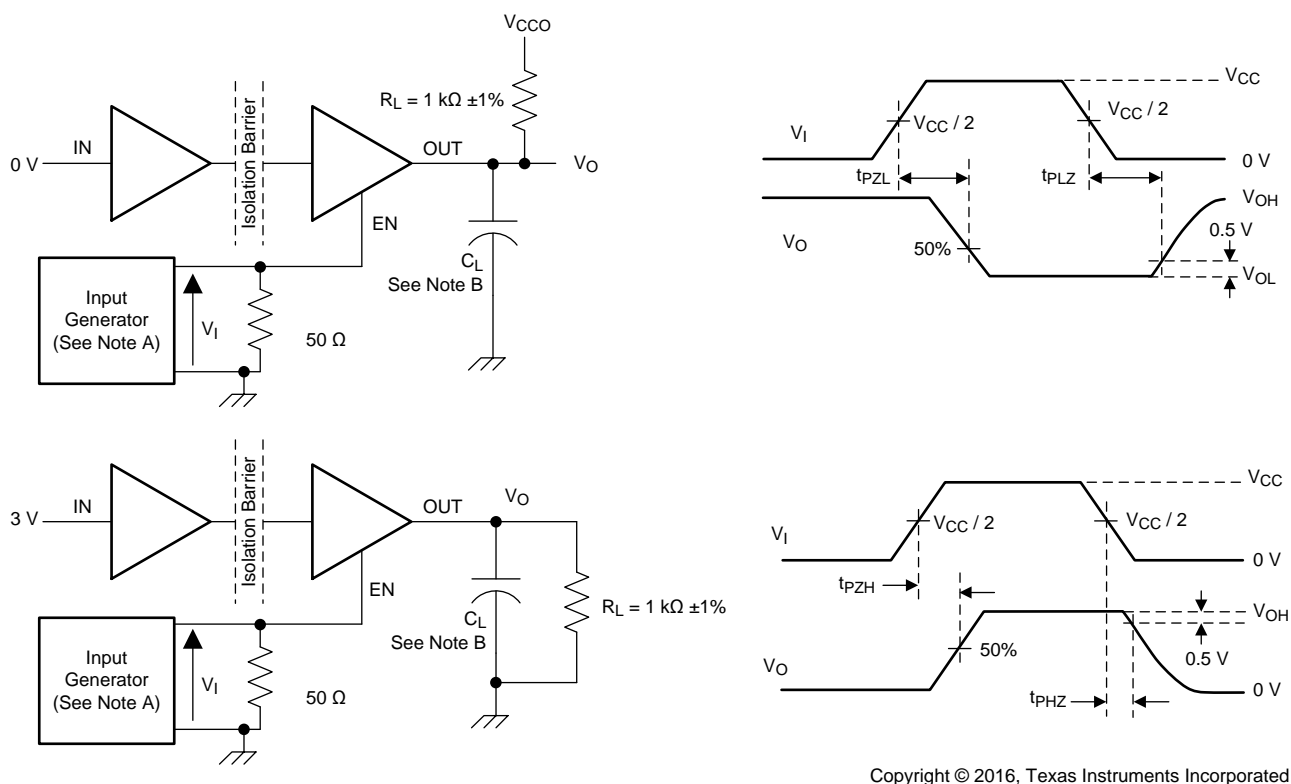 VCCO
RL = 1 kΩ ±1%
Isolation Barrier
IN
OUT
0 V
VO
EN
CL
See Note B
Input
Generator
(See Note A)
VI
50 Ω
VCC
VCC / 2
VCC / 2
VI
0 V
tPZL
tPLZ
VOH
0.5 V
VO
50%
VOL
Isolation Barrier
IN
OUT
VO
3 V
EN
CL
See Note B
RL = 1 kΩ ±1%
Input
Generator
(See Note A)
VI
50 Ω
VCC
VI
VCC / 2
VCC / 2
0 V
tPZH
VOH
50%
0.5 V
VO
0 V
tPHZ
Copyright © 2016, Texas Instruments Incorporated